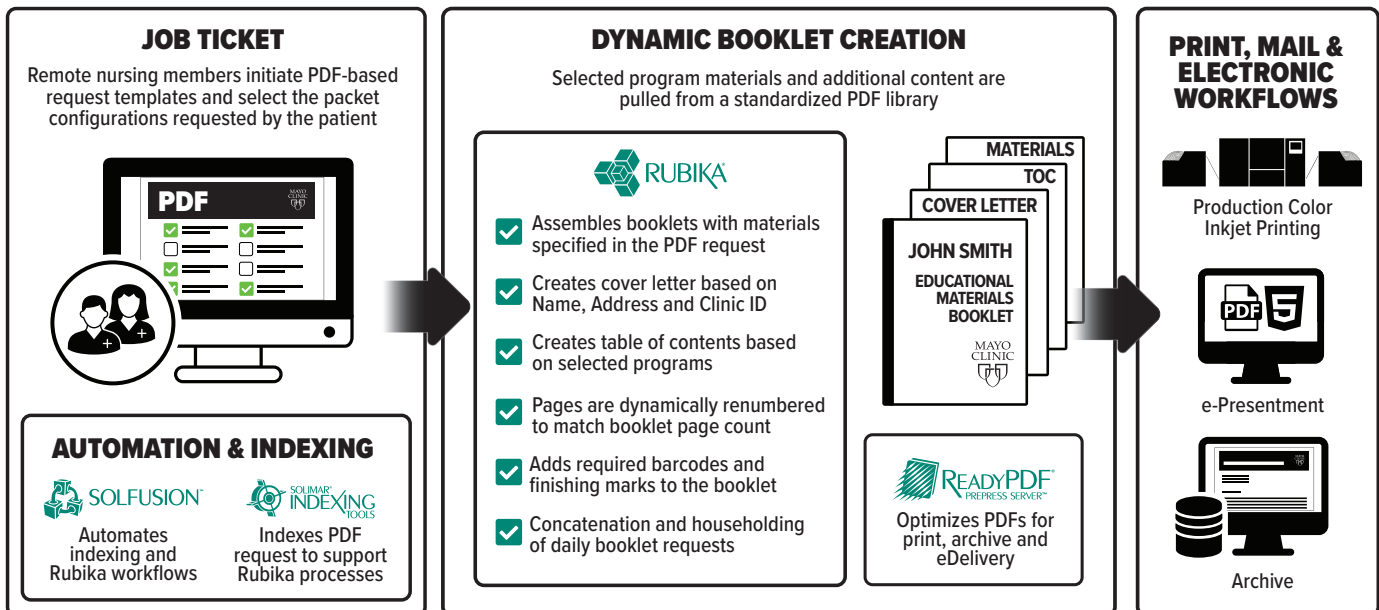 JOB TICKET
Remote nursing members initiate PDF-based
request templates and select the packet
configurations requested by the patient
PDF
MAYO
CLINIC
AUTOMATION & INDEXING
SOLFUSION™
Automates
indexing and
Rubika workflows
SOLIMAR®
INDEXING
TOOLS
Indexes PDF
request to support
Rubika processes
DYNAMIC BOOKLET CREATION
Selected program materials and additional content are
pulled from a standardized PDF library
RUBIKA®
Assembles booklets with materials
specified in the PDF request
Creates cover letter based on
Name, Address and Clinic ID
Creates table of contents based
on selected programs
Pages are dynamically renumbered
to match booklet page count
Adds required barcodes and
finishing marks to the booklet
Concatenation and householding
of daily booklet requests
MATERIALS
TOC
COVER LETTER
JOHN SMITH
EDUCATIONAL
MATERIALS
BOOKLET
MAYO
CLINIC
READYPDF®
PREPRESS SERVER™
Optimizes PDFs for
print, archive and
eDelivery
PRINT, MAIL &
ELECTRONIC
WORKFLOWS
Production Color
Inkjet Printing
PDF 5
e-Presentment
Archive